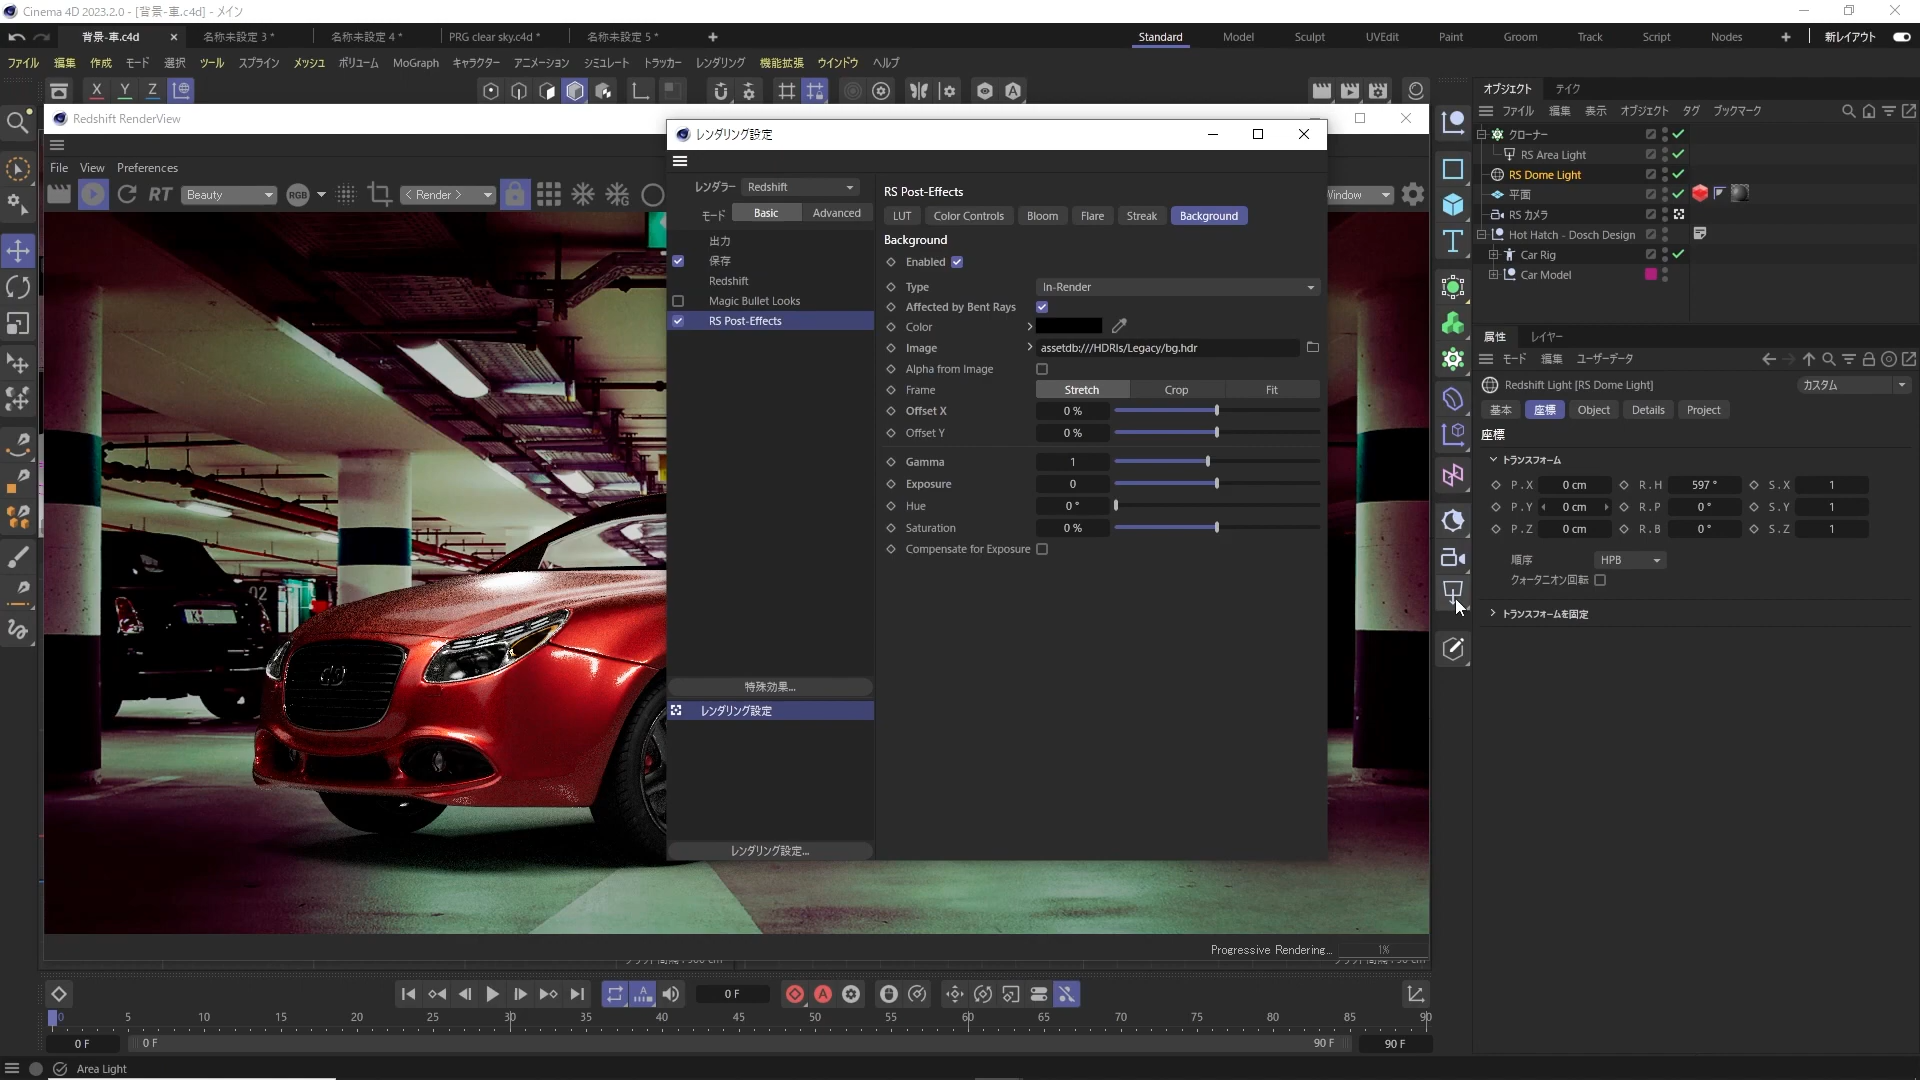 Cinema 4D 2023.2.0 - [背景-車.c4d] - メイン
背景-車.c4d
名称未設定 3 *
名称未設定 4 *
PRG clear sky.c4d *
名称未設定 5 *
Standard
Model
Sculpt
UVEdit
Paint
Groom
Track
Script
Nodes
新レイアウト
ファイル
編集
作成
モード
選択
ツール
スプライン
メッシュ
ボリューム
MoGraph
キャラクター
アニメーション
シミュレート
トラッカー
レンダリング
機能拡張
ウインドウ
ヘルプ
X
Y
Z
Redshift RenderView
File
View
Preferences
RT
Beauty
RGB
< Render >
Window
レンダリング設定
レンダラー
Redshift
モード
Basic
Advanced
出力
保存
Redshift
Magic Bullet Looks
RS Post-Effects
特殊効果...
レンダリング設定
レンダリング設定...
RS Post-Effects
LUT
Color Controls
Bloom
Flare
Streak
Background
Background
Enabled
Type
In-Render
Affected by Bent Rays
Color
Image
assetdb:///HDRIs/Legacy/bg.hdr
Alpha from Image
Frame
Stretch
Crop
Fit
Offset X
0 %
Offset Y
0 %
Gamma
1
Exposure
0
Hue
0 °
Saturation
0 %
Compensate for Exposure
02
Progressive Rendering...
1%
オブジェクト
テイク
ファイル
編集
表示
オブジェクト
タグ
ブックマーク
クローナー
RS Area Light
RS Dome Light
平面
RS カメラ
Hot Hatch - Dosch Design
Car Rig
Car Model
属性
レイヤー
モード
編集
ユーザーデータ
Redshift Light [RS Dome Light]
カスタム
基本
座標
Object
Details
Project
座標
トランスフォーム
P . X
0 cm
R . H
597 °
S . X
1
P . Y
0 cm
R . P
0 °
S . Y
1
P . Z
0 cm
R . B
0 °
S . Z
1
順序
HPB
クォータニオン回転
トランスフォームを固定
0 F
0
5
10
15
20
25
30
35
40
45
50
55
60
65
70
75
80
85
90
0 F
0 F
90 F
90 F
Area Light